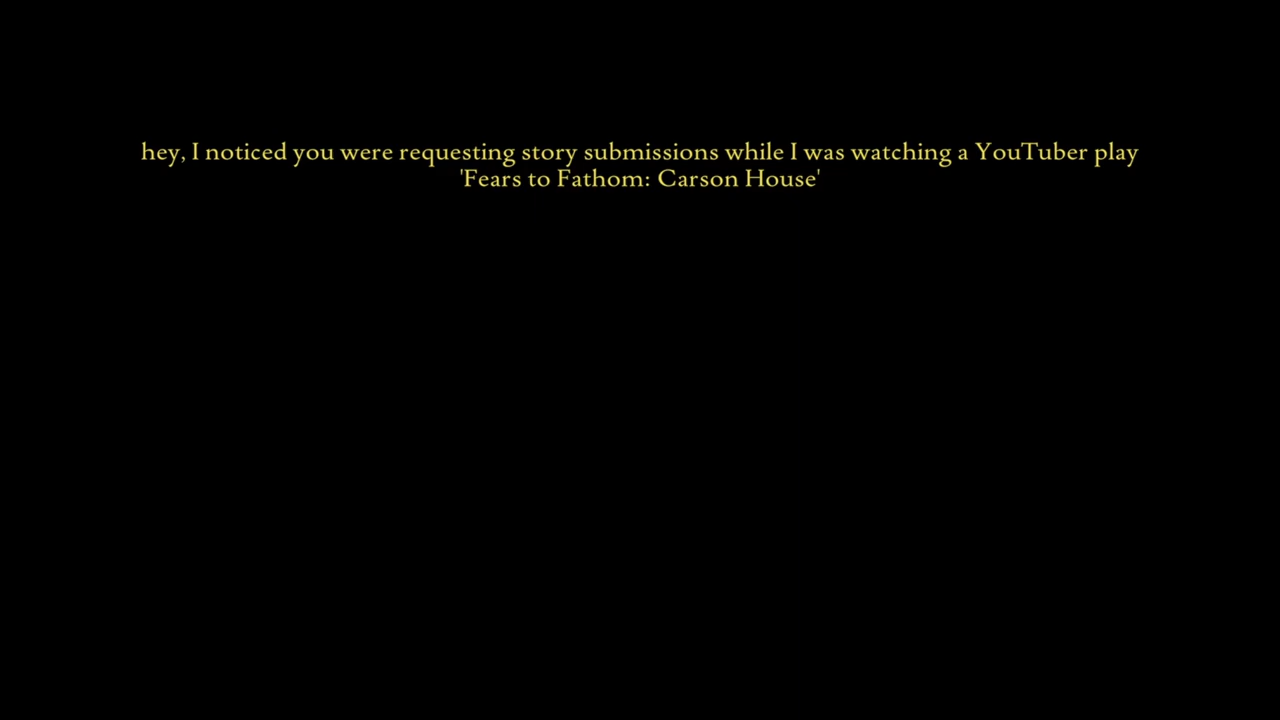 hey, I noticed you were requesting story submissions while I was watching a YouTuber play
'Fears to Fathom: Carson House'